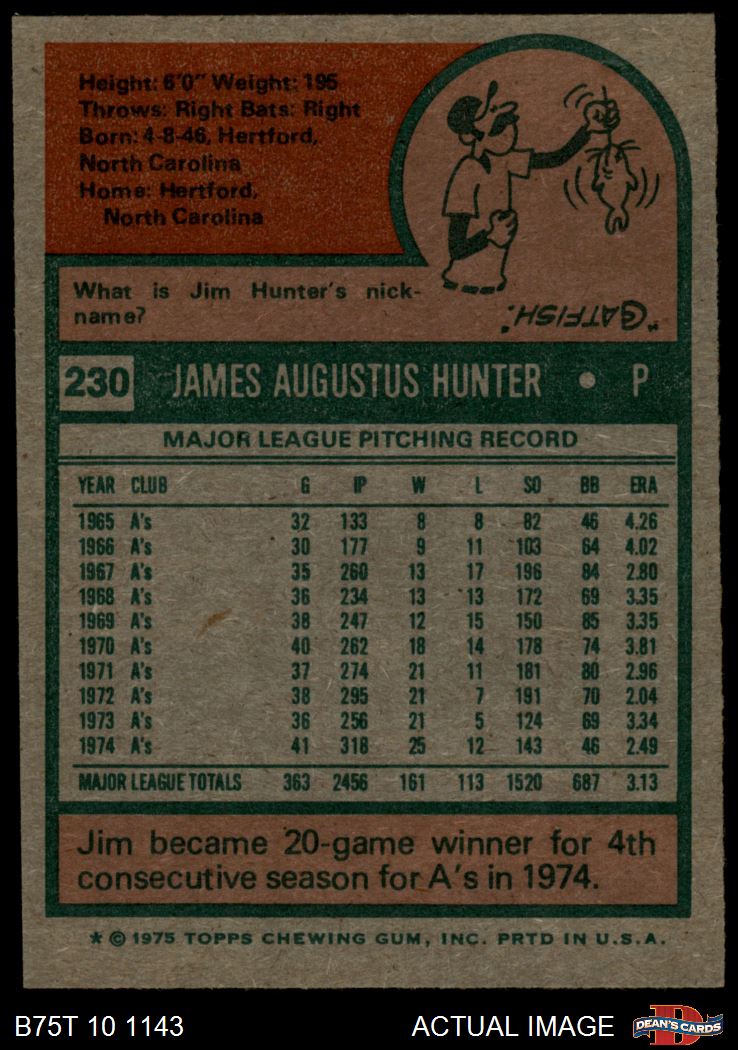 Height: 6'0" Weight: 195
Throws: Right Bats: Right
Born: 4-8-46, Hertford,
North Carolina
Home: Hertford,
North Carolina
What is Jim Hunter's nick-
name?
"CATFISH."
230 JAMES AUGUSTUS HUNTER • P
MAJOR LEAGUE PITCHING RECORD
YEAR CLUB G IP W L SO BB ERA
1965 A's 32 133 8 8 82 46 4.26
1966 A's 30 177 9 11 103 64 4.02
1967 A's 35 260 13 17 196 84 2.80
1968 A's 36 234 13 13 172 69 3.35
1969 A's 38 247 12 15 150 85 3.35
1970 A's 40 262 18 14 178 74 3.81
1971 A's 37 274 21 11 181 80 2.96
1972 A's 38 295 21 7 191 70 2.04
1973 A's 36 256 21 5 124 69 3.34
1974 A's 41 318 25 12 143 46 2.49
MAJOR LEAGUE TOTALS 363 2456 161 113 1520 687 3.13
Jim became 20-game winner for 4th
consecutive season for A's in 1974.
* © 1975 TOPPS CHEWING GUM, INC. PRTD IN U.S.A.
B75T 10 1143 ACTUAL IMAGE DEAN'S CARDS